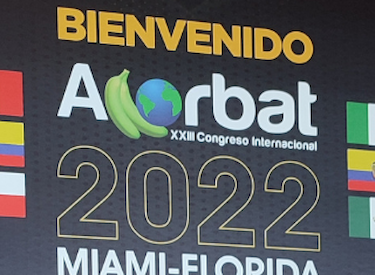 BIENVENIDO
Acorbat
XXIII Congreso Internacional
2022
MIAMI-FLORIDA